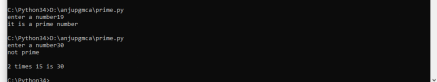 C:\Python34>D:\anjupgmca\prime.py
enter a number19
it is a prime number
C:\Python34>D:\anjupgmca\prime.py
enter a number30
not prime
2 times 15 is 30
C:\Python34>